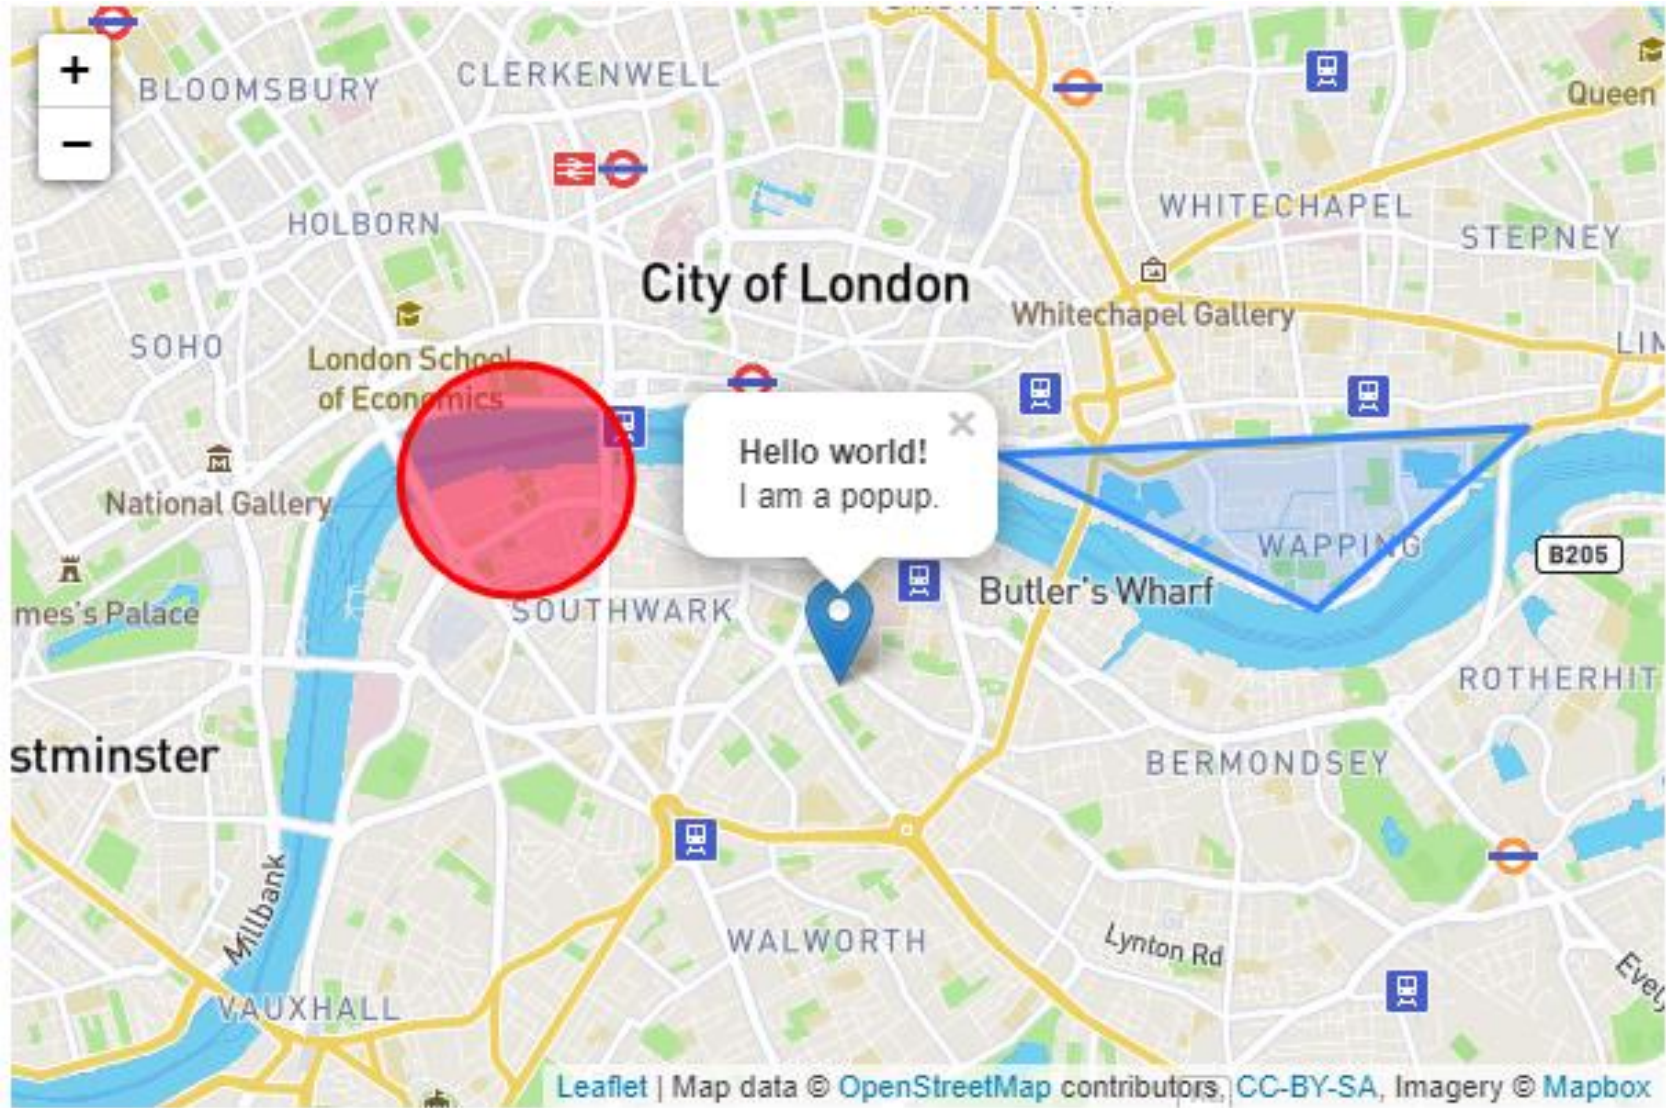 +
BLOOMSBURY
CLERKENWELL
Queen
−
HOLBORN
WHITECHAPEL
STEPNEY
City of London
Whitechapel Gallery
SOHO
London School
of Economics
LIM
×
Hello world!
I am a popup.
National Gallery
WAPPING
B205
Butler's Wharf
mes's Palace
SOUTHWARK
ROTHERHIT
stminster
BERMONDSEY
Millbank
WALWORTH
Lynton Rd
Evely
VAUXHALL
Leaflet | Map data © OpenStreetMap contributors, CC-BY-SA, Imagery © Mapbox